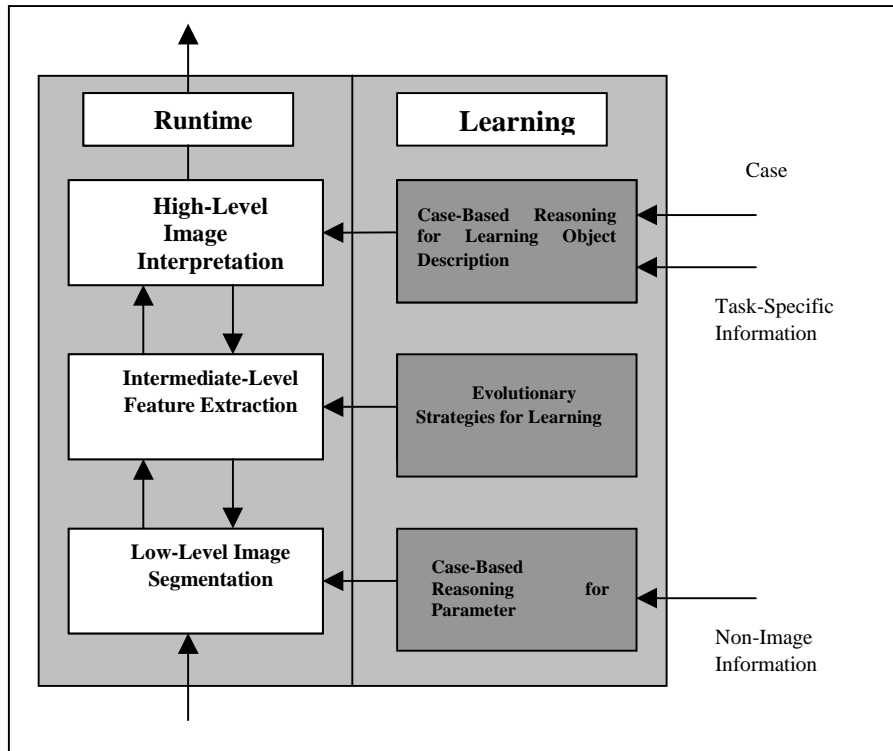 Runtime
Learning
Case
High-Level
Image
Interpretation
Case-Based Reasoning
for Learning Object
Description
Task-Specific
Information
Intermediate-Level
Feature Extraction
Evolutionary
Strategies for Learning
Low-Level Image
Segmentation
Case-Based
Reasoning for
Parameter
Non-Image
Information